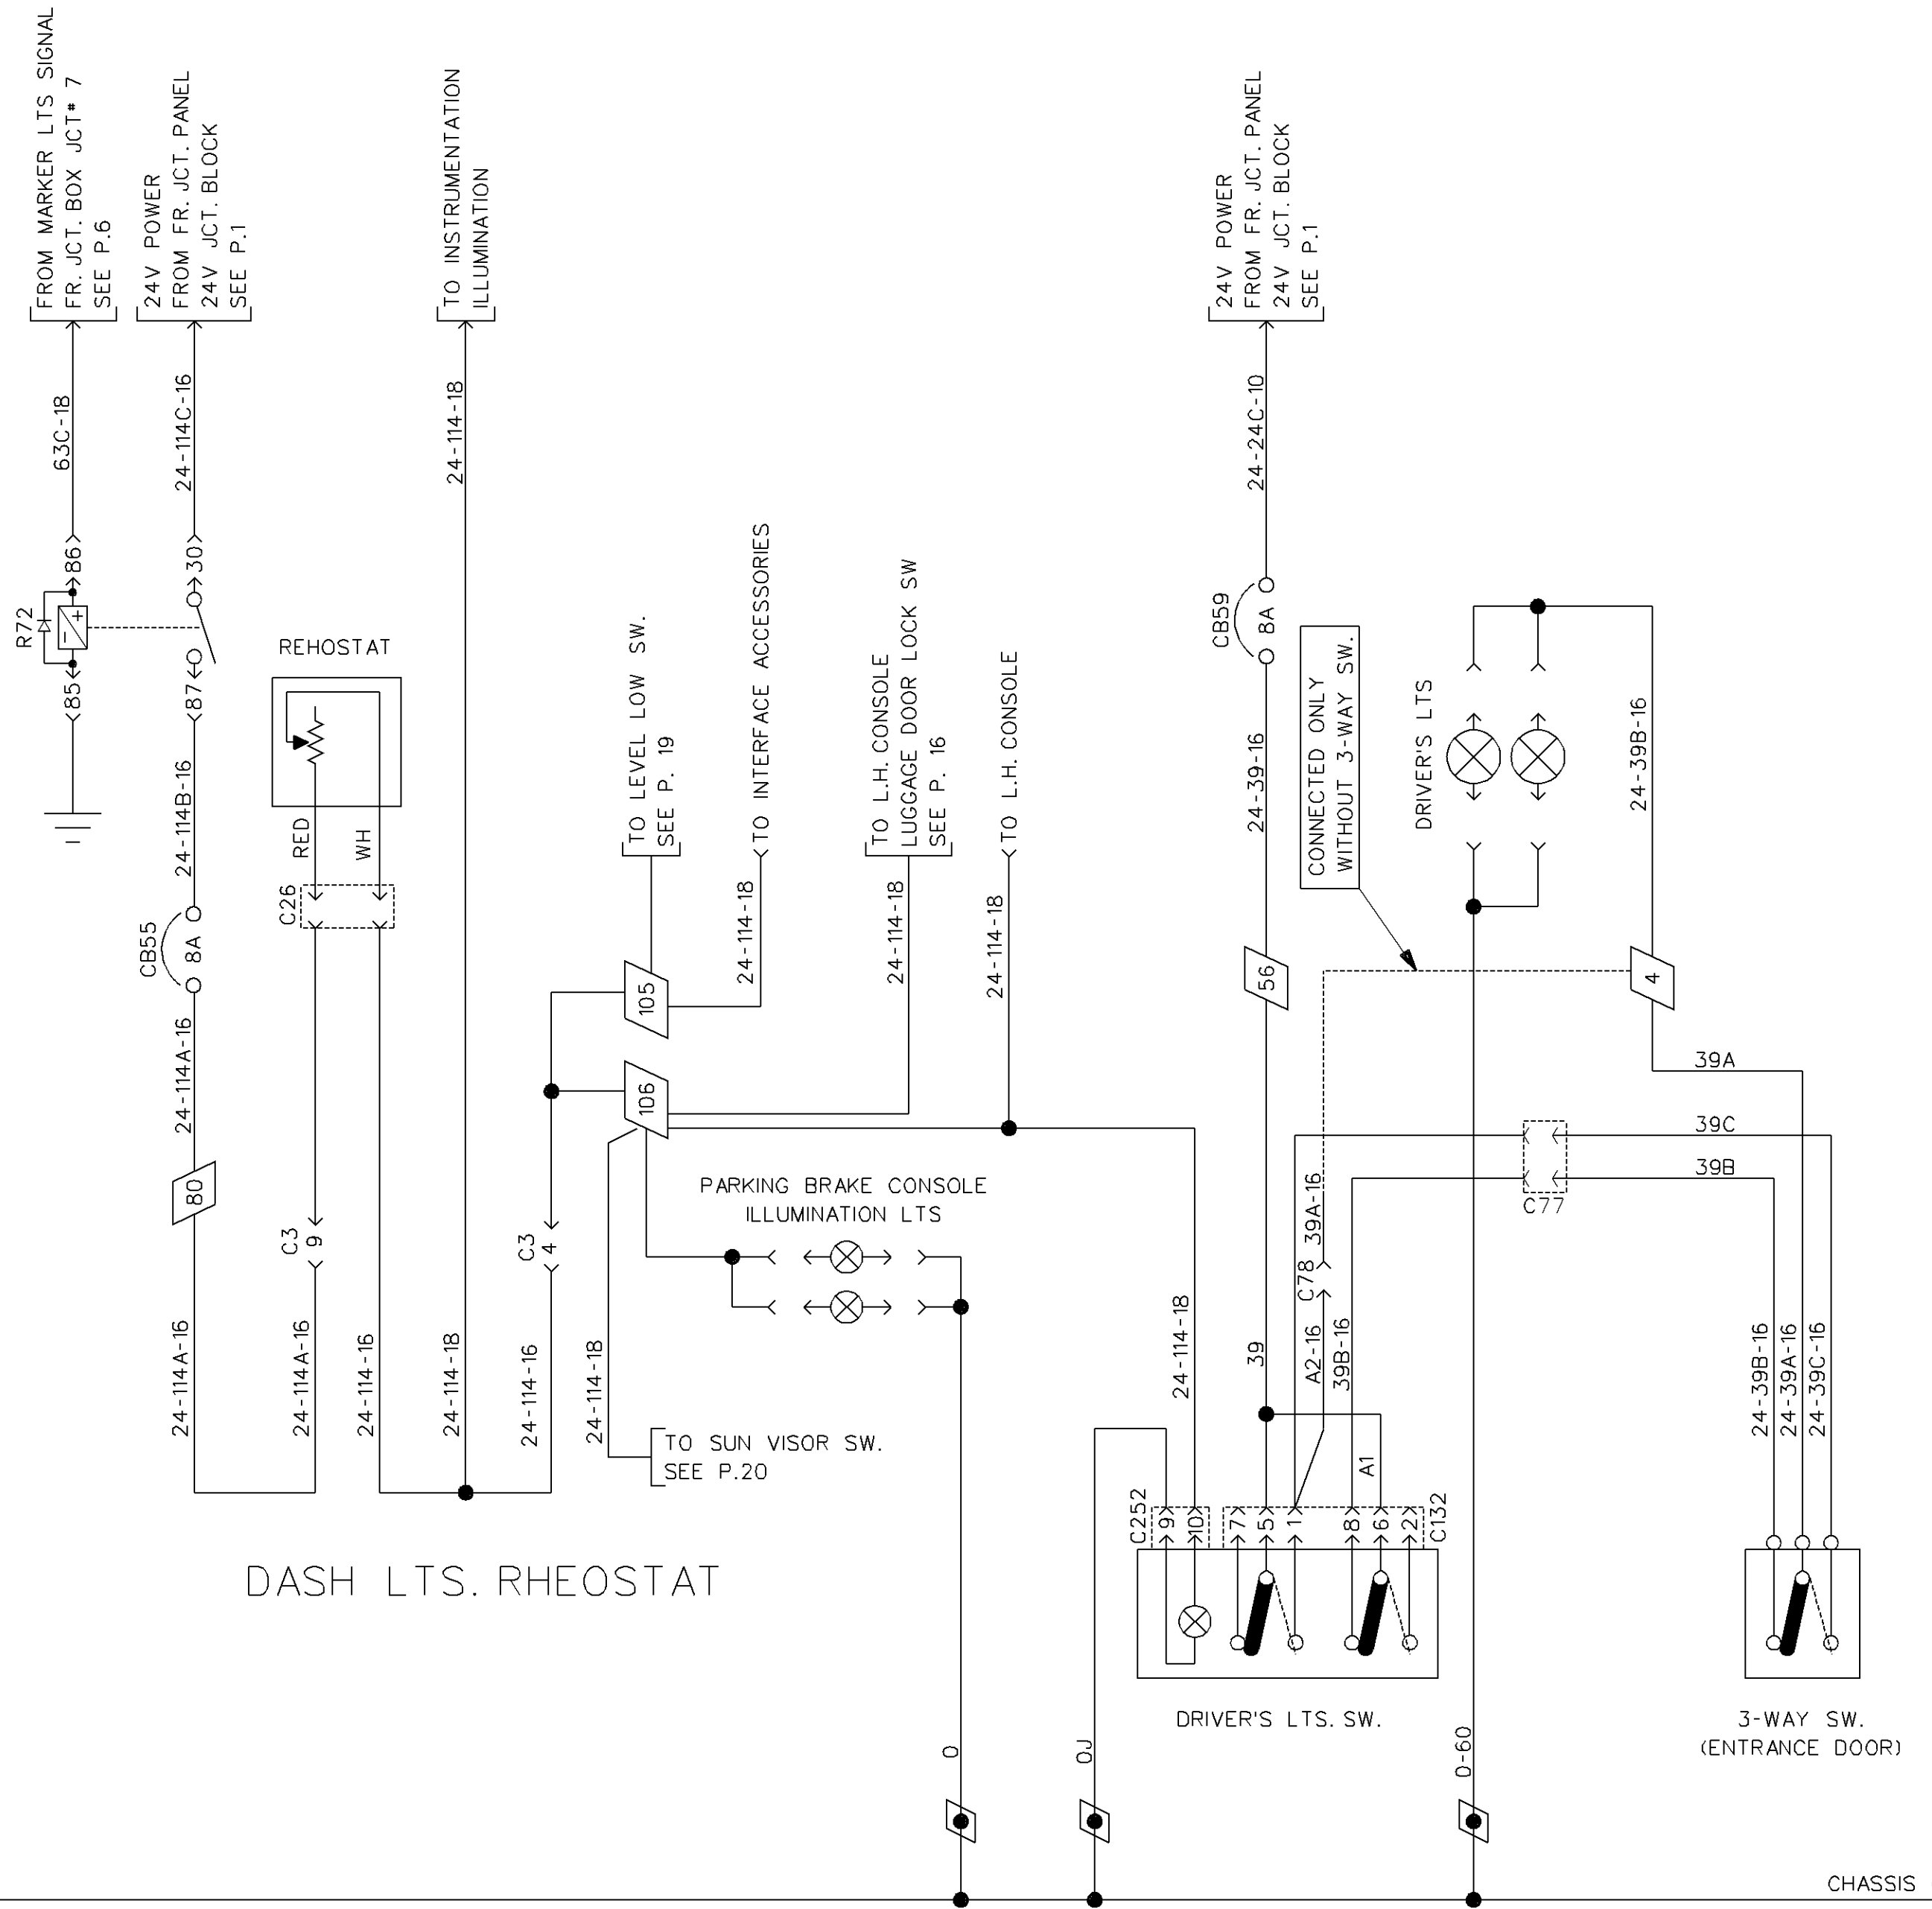 FROM MARKER LTS SIGNAL
FR. JCT. BOX JCT# 7
SEE P.6
24V POWER
FROM FR. JCT. PANEL
24V JCT. BLOCK
SEE P.1
TO INSTRUMENTATION
ILLUMINATION
24V POWER
FROM FR. JCT. PANEL
24V JCT. BLOCK
SEE P.1
63C-18
24-114C-16
24-114-18
24-24C-10
R72
86
30
85
87
REHOSTAT
RED
WH
C26
24-114B-16
CB55
8A
24-114A-16
80
C3
9
C3
4
24-114A-16
24-114A-16
24-114-16
24-114-18
24-114-16
24-114-18
TO LEVEL LOW SW.
SEE P. 19
TO INTERFACE ACCESSORIES
TO L.H. CONSOLE
LUGGAGE DOOR LOCK SW
SEE P. 16
TO L.H. CONSOLE
24-114-18
24-114-18
24-114-18
105
106
PARKING BRAKE CONSOLE
ILLUMINATION LTS
TO SUN VISOR SW.
SEE P.20
DASH LTS. RHEOSTAT
CB59
8A
24-39-16
CONNECTED ONLY
WITHOUT 3-WAY SW.
DRIVER'S LTS
24-39B-16
56
4
39A
39C
39B
C77
39A-16
C78
A2-16
39B-16
39
A1
24-114-18
C252
9
10
7
5
1
8
6
2
C132
DRIVER'S LTS. SW.
24-39B-16
24-39A-16
24-39C-16
3-WAY SW.
(ENTRANCE DOOR)
0
0J
0-60
CHASSIS